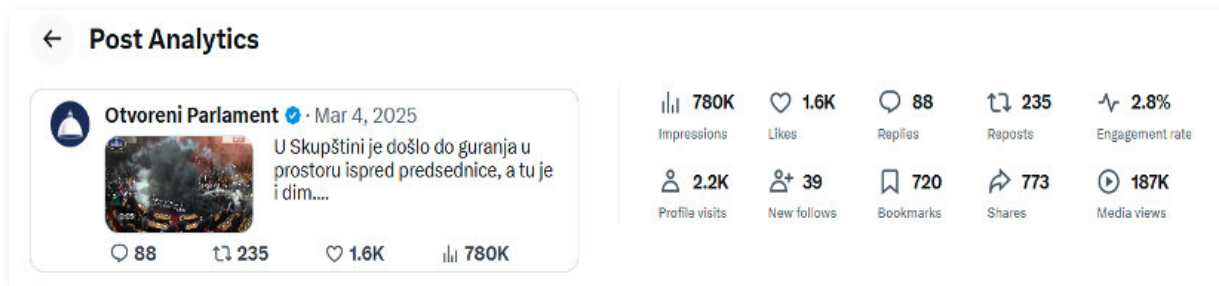 Post Analytics
Otvoreni Parlament · Mar 4, 2025
U Skupštini je došlo do guranja u
prostoru ispred predsednice, a tu je
i dim....
0:05
88 235 1.6K 780K
780K 1.6K 88 235 2.8%
Impressions Likes Replies Reposts Engagement rate
2.2K 39 720 773 187K
Profile visits New follows Bookmarks Shares Media views